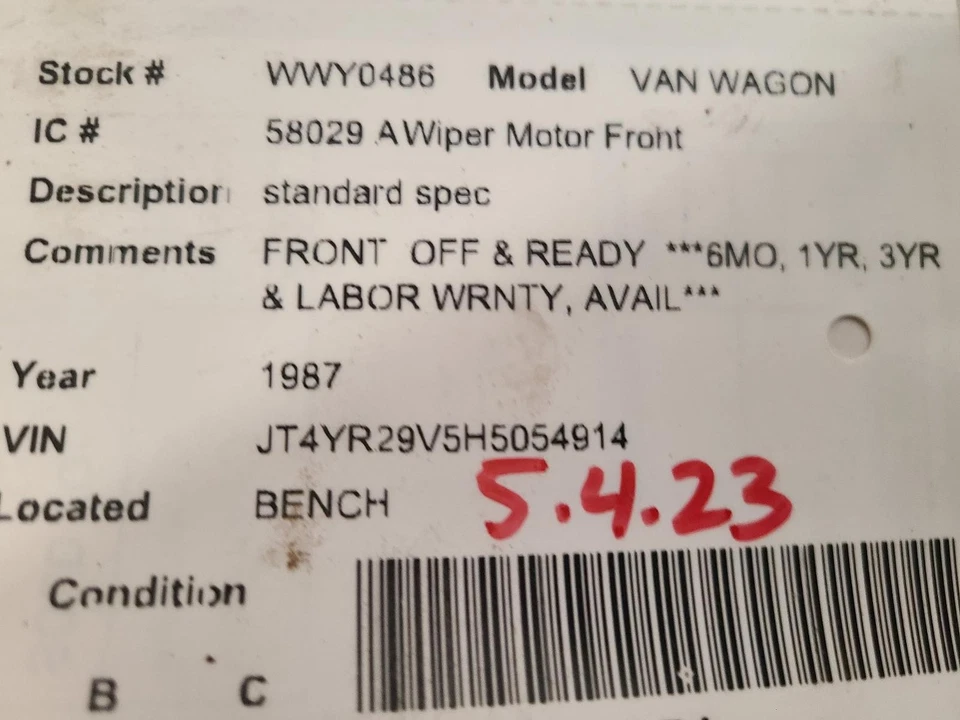 Stock # WWY0486 Model VAN WAGON
IC # 58029 A Wiper Motor Front
Description standard spec
Comments FRONT OFF & READY ***6MO, 1YR, 3YR
& LABOR WRNTY, AVAIL***
Year 1987
VIN JT4YR29V5H5054914
Located BENCH 5.4.23
Condition
B C